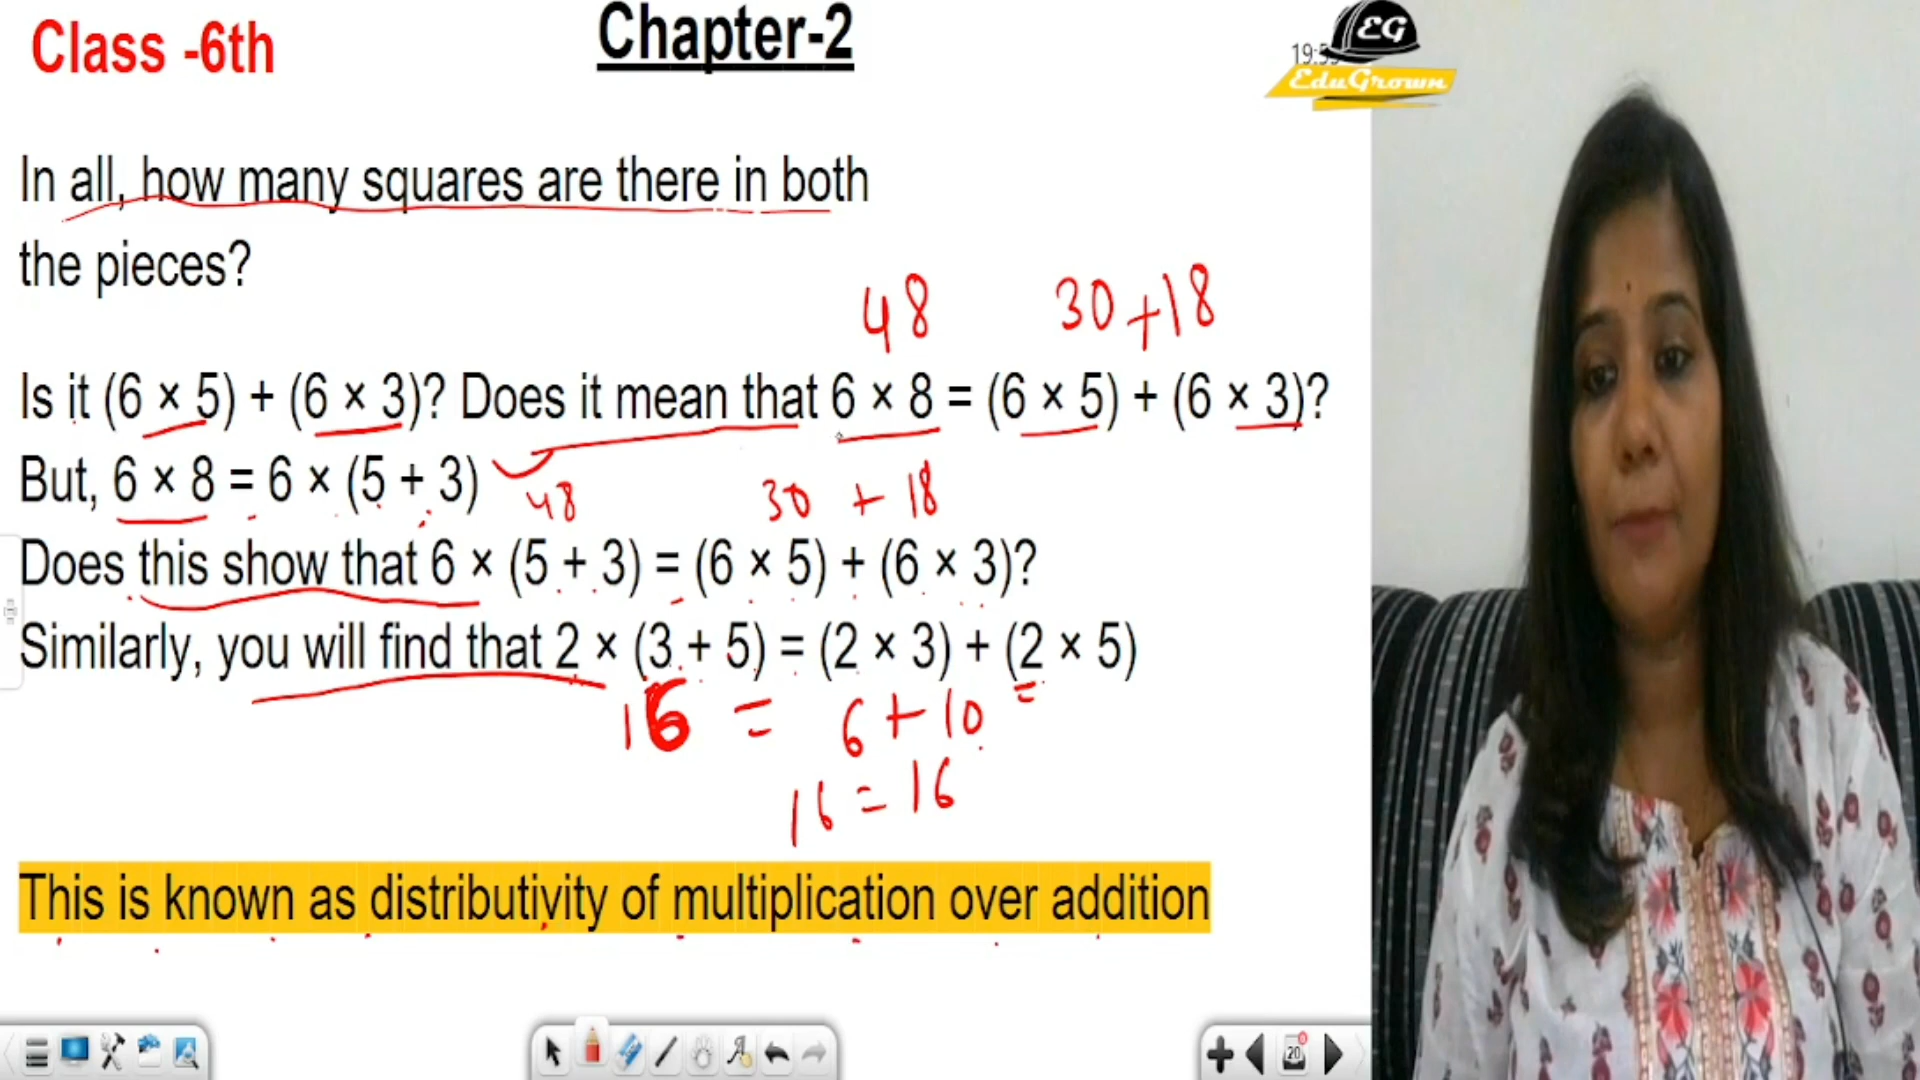 Class -6th
Chapter-2
EG
EduGrown
In all, how many squares are there in both
the pieces?
48 30+18
Is it (6 × 5) + (6 × 3)? Does it mean that 6 × 8 = (6 × 5) + (6 × 3)?
But, 6 × 8 = 6 × (5 + 3)
48 30 + 18
Does this show that 6 × (5 + 3) = (6 × 5) + (6 × 3)?
Similarly, you will find that 2 × (3 + 5) = (2 × 3) + (2 × 5)
16 = 6+10
16=16
This is known as distributivity of multiplication over addition
20